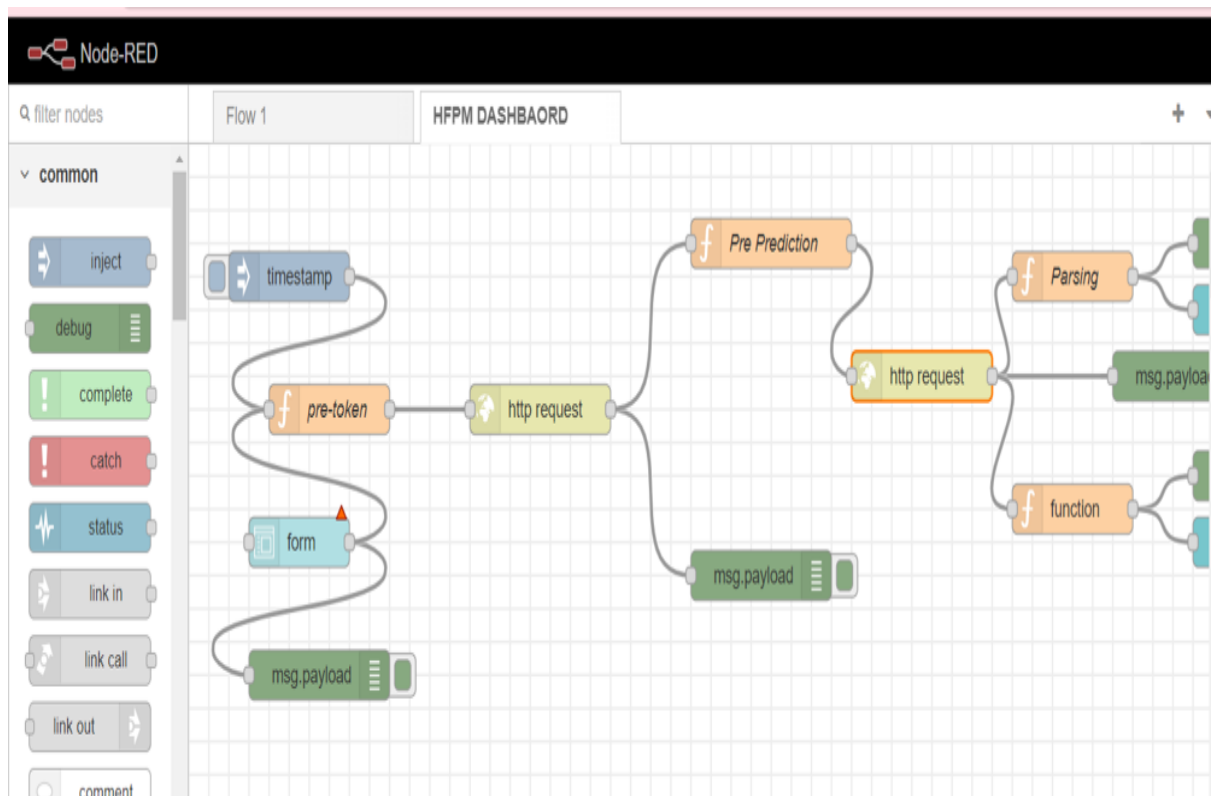 Node-RED
filter nodes
Flow 1
HFPM DASHBAORD
common
inject
debug
complete
catch
status
link in
link call
link out
comment
timestamp
pre-token
http request
form
msg.payload
Pre Prediction
msg.payload
http request
Parsing
msg.payloa
function